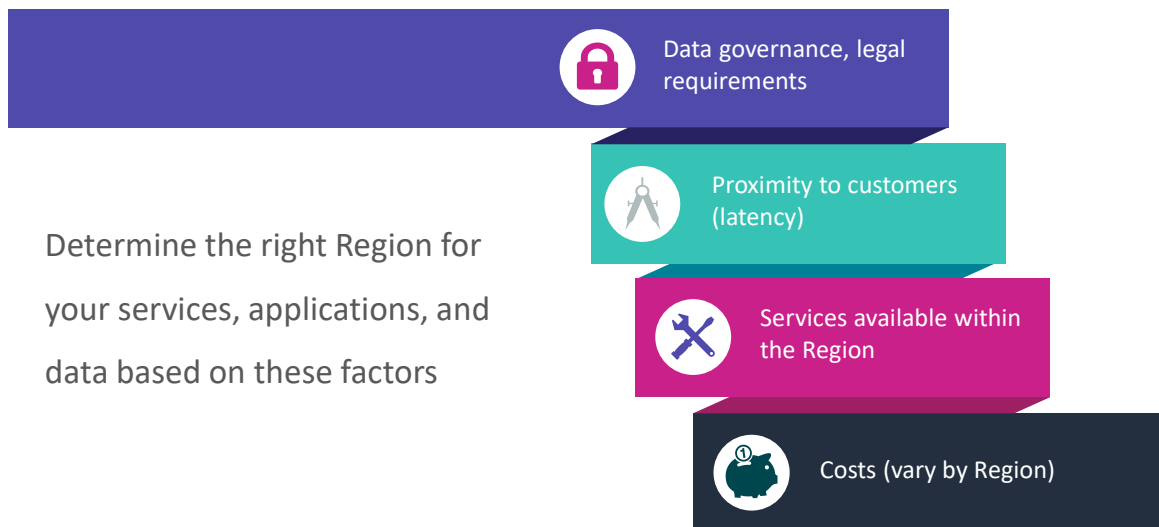 Data governance, legal
requirements
Proximity to customers
(latency)
Determine the right Region for
your services, applications, and
data based on these factors
Services available within
the Region
1
Costs (vary by Region)